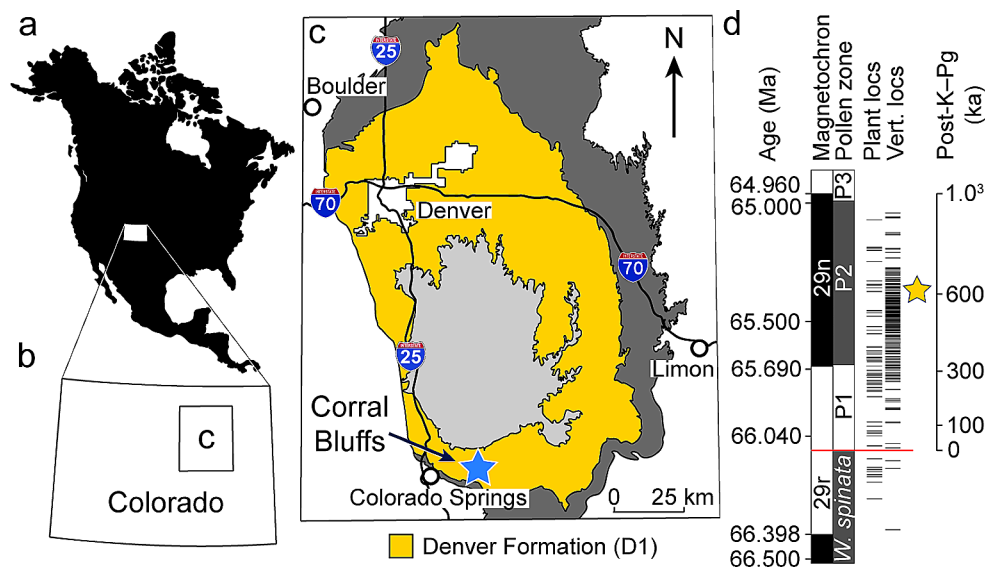 a
b
Colorado
C
c
N
25
Boulder
70
Denver
70
25
Limon
Corral
Bluffs
Colorado Springs
0 25 km
Denver Formation (D1)
d
Age (Ma)
Magnetochron
Pollen zone
Plant locs
Vert. locs
Post-K–Pg
(ka)
64.960
65.000
65.500
65.690
66.040
66.398
66.500
29n
29r
P3
P2
P1
W. spinata
1.0³
600
300
100
0